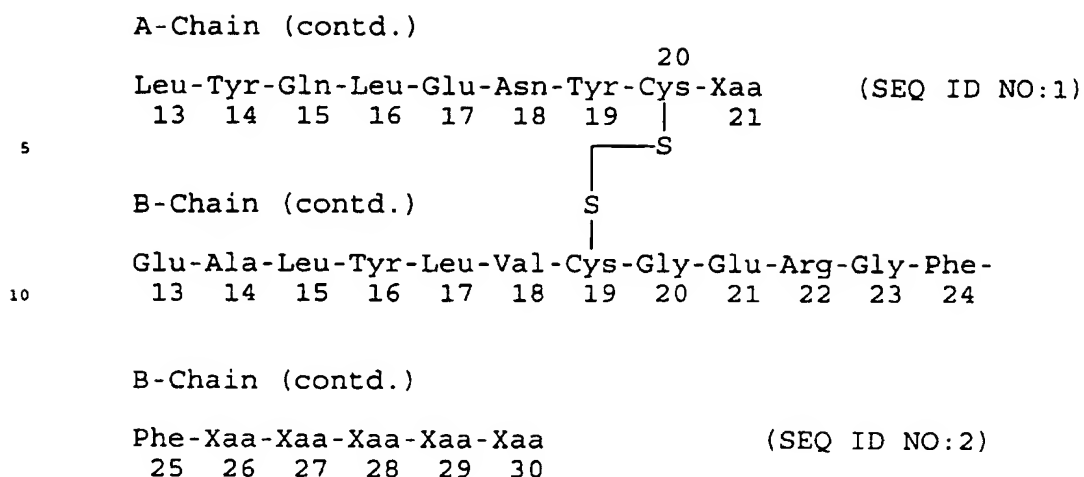 A-Chain (contd.)
20
Leu-Tyr-Gln-Leu-Glu-Asn-Tyr-Cys-Xaa (SEQ ID NO:1)
13 14 15 16 17 18 19 21
5
S
B-Chain (contd.) S
Glu-Ala-Leu-Tyr-Leu-Val-Cys-Gly-Glu-Arg-Gly-Phe-
10 13 14 15 16 17 18 19 20 21 22 23 24
B-Chain (contd.)
Phe-Xaa-Xaa-Xaa-Xaa-Xaa (SEQ ID NO:2)
25 26 27 28 29 30